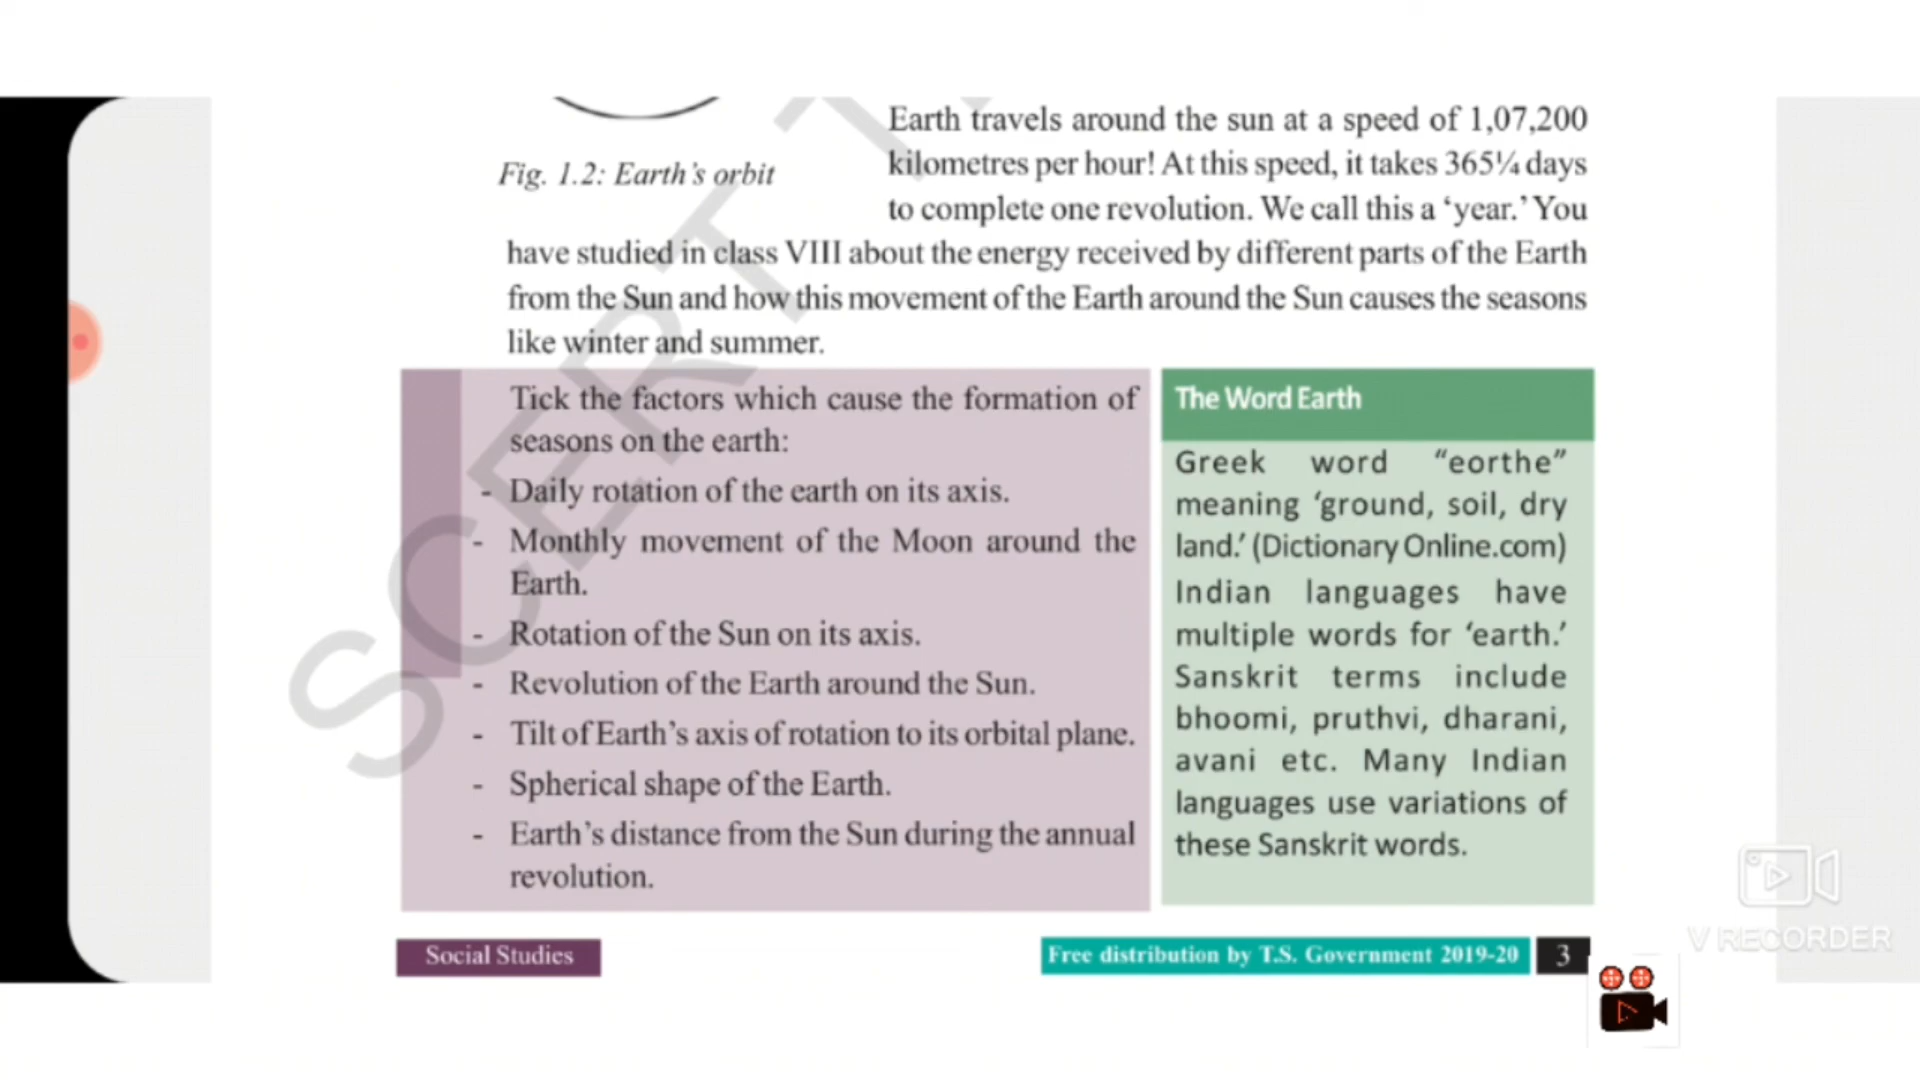 Earth travels around the sun at a speed of 1,07,200
Fig. 1.2: Earth's orbit
kilometres per hour! At this speed, it takes 365¼ days
to complete one revolution. We call this a ‘year.’ You
have studied in class VIII about the energy received by different parts of the Earth
from the Sun and how this movement of the Earth around the Sun causes the seasons
like winter and summer.
Tick the factors which cause the formation of
seasons on the earth:
- Daily rotation of the earth on its axis.
- Monthly movement of the Moon around the
Earth.
- Rotation of the Sun on its axis.
- Revolution of the Earth around the Sun.
- Tilt of Earth’s axis of rotation to its orbital plane.
- Spherical shape of the Earth.
- Earth’s distance from the Sun during the annual
revolution.
The Word Earth
Greek word “eorthe”
meaning ‘ground, soil, dry
land.’ (Dictionary Online.com)
Indian languages have
multiple words for ‘earth.’
Sanskrit terms include
bhoomi, pruthvi, dharani,
avani etc. Many Indian
languages use variations of
these Sanskrit words.
Social Studies
Free distribution by T.S. Government 2019-20
3
SCERT
V RECORDER